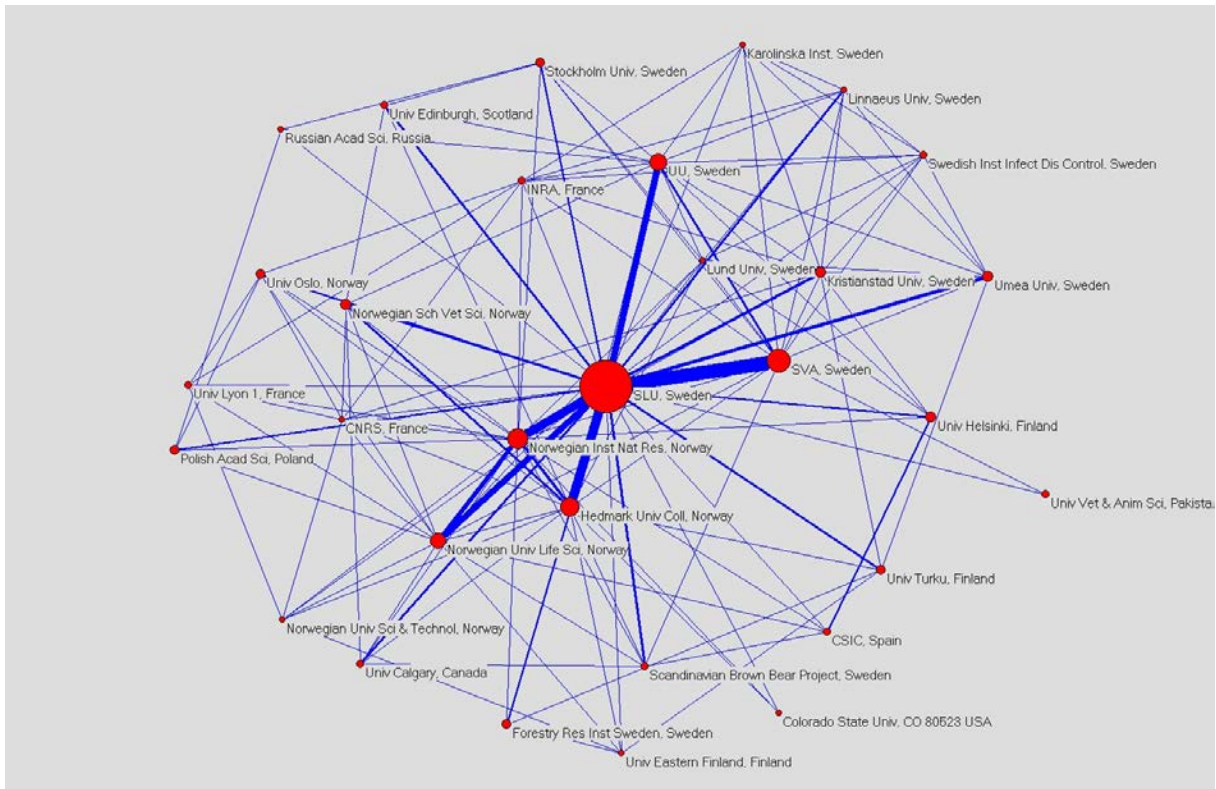 Karolinska Inst, Sweden
Stockholm Univ, Sweden
Linnaeus Univ, Sweden
Univ Edinburgh, Scotland
Russian Acad Sci, Russia
Swedish Inst Infect Dis Control, Sweden
UU, Sweden
INRA, France
Lund Univ, Sweden
Kristianstad Univ, Sweden
Umea Univ, Sweden
Univ Oslo, Norway
Norwegian Sch Vet Sci, Norway
SVA, Sweden
Univ Lyon 1, France
SLU, Sweden
CNRS, France
Univ Helsinki, Finland
Norwegian Inst Nat Res, Norway
Polish Acad Sci, Poland
Univ Vet & Anim Sci, Pakista.
Hedmark Univ Coll, Norway
Norwegian Univ Life Sci, Norway
Univ Turku, Finland
Norwegian Univ Sci & Technol, Norway
CSIC, Spain
Univ Calgary, Canada
Scandinavian Brown Bear Project, Sweden
Colorado State Univ, CO 80523 USA
Forestry Res Inst Sweden, Sweden
Univ Eastern Finland, Finland